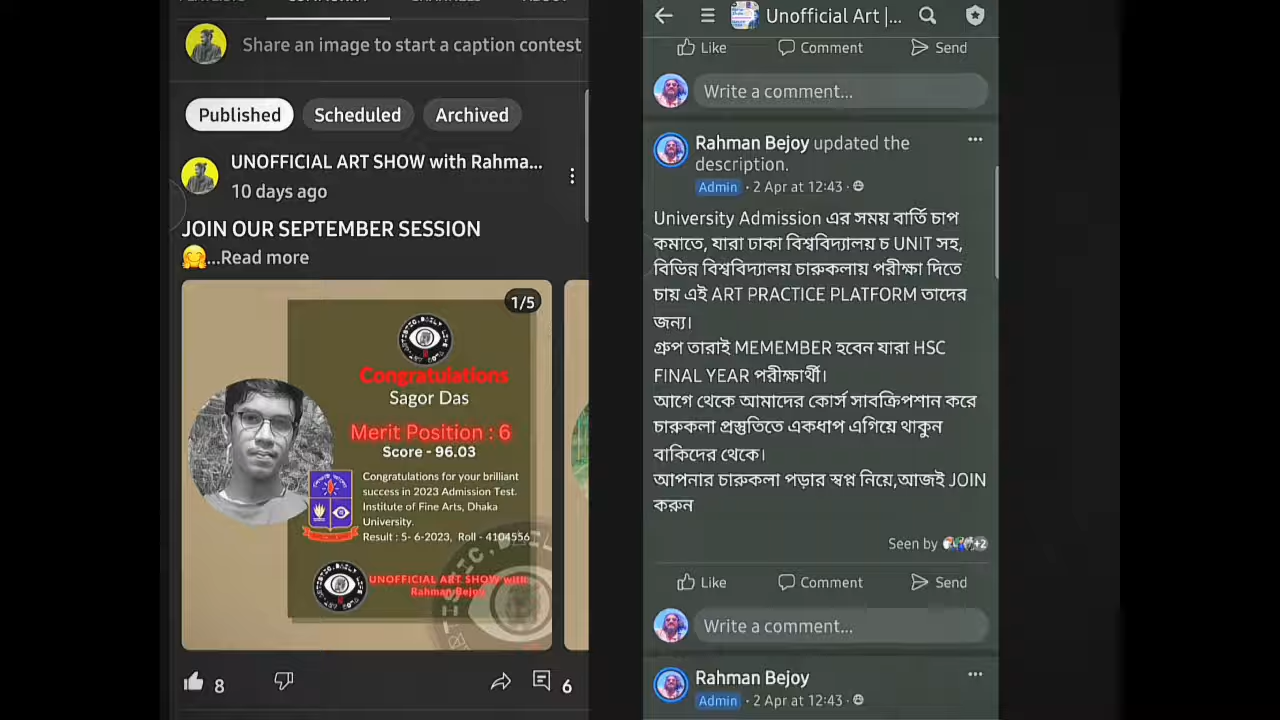 Share an image to start a caption contest
Published
Scheduled
Archived
UNOFFICIAL ART SHOW with Rahma...
10 days ago
JOIN OUR SEPTEMBER SESSION
🤗...Read more
1/5
Congratulations
Sagor Das
Merit Position : 6
Score - 96.03
Congratulations for your brilliant
success in 2023 Admission Test.
Institute of Fine Arts, Dhaka
University.
Result : 5- 6-2023, Roll - 4104556
UNOFFICIAL ART SHOW with
Rahman Bejoy
8
6
Unofficial Art |...
Like
Comment
Send
Write a comment...
Rahman Bejoy updated the
description.
Admin · 2 Apr at 12:43 ·
University Admission এর সময় বার্তি চাপ
কমাতে, যারা ঢাকা বিশ্ববিদ্যালয় চ UNIT সহ,
বিভিন্ন বিশ্ববিদ্যালয় চারুকলায় পরীক্ষা দিতে
চায় এই ART PRACTICE PLATFORM তাদের
জন্য।
গ্রুপ তারাই MEMEMBER হবেন যারা HSC
FINAL YEAR পরীক্ষার্থী।
আগে থেকে আমাদের কোর্স সাবক্রিপশান করে
চারুকলা প্রস্তুতিতে একধাপ এগিয়ে থাকুন
বাকিদের থেকে।
আপনার চারুকলা পড়ার স্বপ্ন নিয়ে,আজই JOIN
করুন
Seen by
+2
Like
Comment
Send
Write a comment...
Rahman Bejoy
Admin · 2 Apr at 12:43 ·